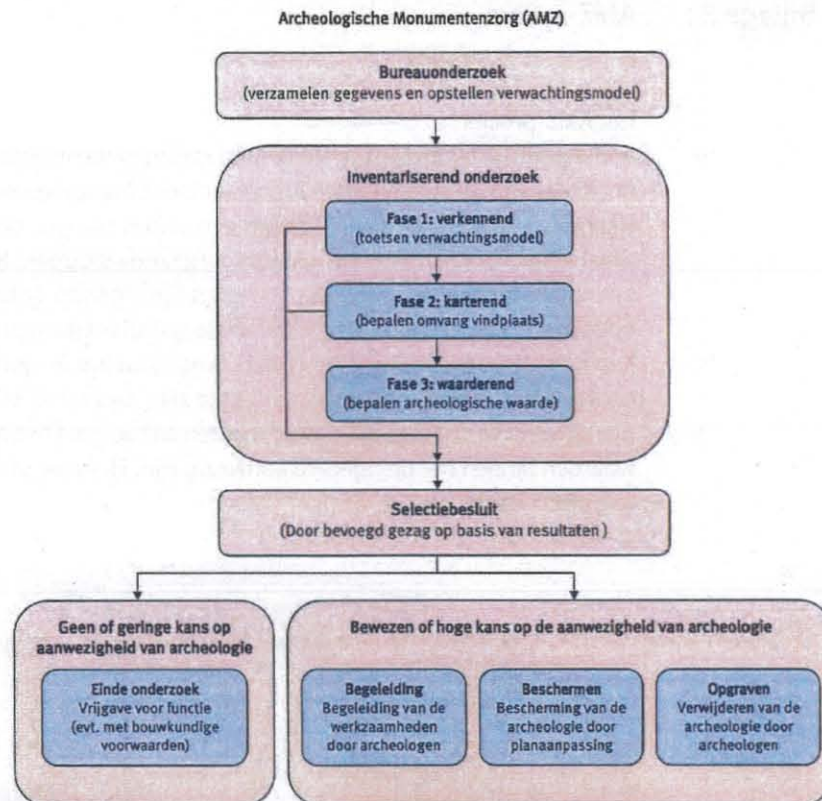 Archeologische Monumentenzorg (AMZ)
Bureauonderzoek
(verzamelen gegevens en opstellen verwachtingsmodel)
Inventariserend onderzoek
Fase 1: verkennend
(toetsen verwachtingsmodel)
Fase 2: karterend
(bepalen omvang vindplaats)
Fase 3: waarderend
(bepalen archeologische waarde)
Selectiebesluit
(Door bevoegd gezag op basis van resultaten )
Geen of geringe kans op
aanwezigheid van archeologie
Einde onderzoek
Vrijgave voor functie
(evt. met bouwkundige
voorwaarden)
Bewezen of hoge kans op de aanwezigheid van archeologie
Begeleiding
Begeleiding van de
werkzaamheden
door archeologen
Beschermen
Bescherming van de
archeologie door
planaanpassing
Opgraven
Verwijderen van de
archeologie door
archeologen